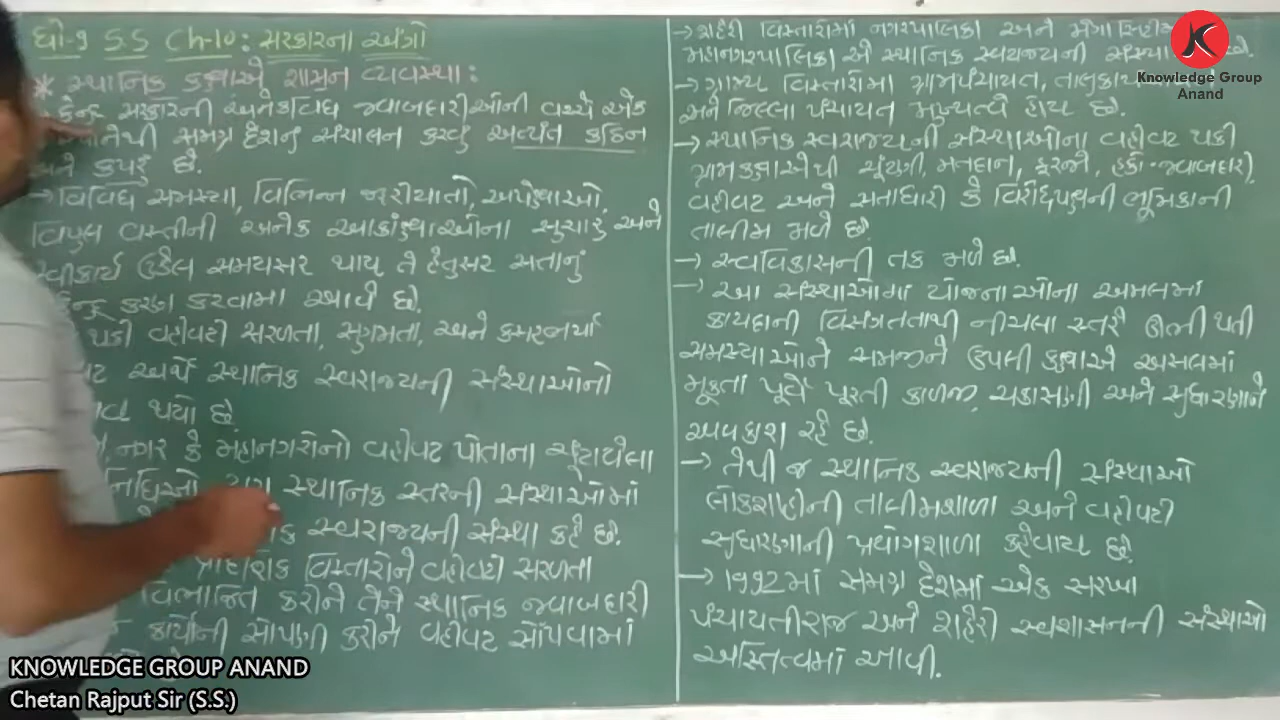 ધો-૭ S.S Ch-10: સરકારના અંગો
* સ્થાનિક કક્ષાએ શાસન વ્યવસ્થા:
કેન્દ્ર સરકારની અનેકવિધ જવાબદારીઓની વચ્ચે એક
સમગ્ર દેશનું સંચાલન કરવું અત્યંત કઠિન
અને કપરું છે.
→ વિવિધ સમસ્યા, વિભિન્ન જરીયાતો, અપેક્ષાઓ,
વિપુલ વસ્તીની અનેક આકાંક્ષાઓના સુચારુ અને
સ્વીકાર્ય ઉકેલ સમયસર થાય તે હેતુસર સત્તાનું
કરણ કરવામાં આવે છે.
વહીવટી સરળતા, સુગમતા, અને
અર્થે સ્થાનિક સ્વરાજ્યની સંસ્થાઓનો
થયો છે
નગર કે મહાનગરોનો વહીવટ પોતાના ચૂંટાયેલા
સ્થાનિક સ્તરની સંસ્થાઓમાં
સ્વરાજ્યની સંસ્થા કહે છે.
પ્રાદેશિક વિસ્તારોને વહીવટી સરળતા
વિભાજિત કરીને તેને સ્થાનિક જવાબદારી
કાર્યોની સોંપણી કરીને વહીવટ સોંપવામાં
→ શહેરી વિસ્તારોમાં નગરપાલિકા અને
મહાનગરપાલિકા એ સ્થાનિક સ્વરાજ્યની સંસ્થા
→ ગ્રામ્ય વિસ્તારોમાં ગ્રામપંચાયત,
અને જિલ્લા પંચાયત મુખ્યત્વે હોય છે.
→ સ્થાનિક સ્વરાજ્યની સંસ્થાઓના વહીવટ થકી
ગ્રામકક્ષાએથી ચૂંટણી, મતદાન, ફરજો, હકો-જવાબદારી,
વહીવટ અને સત્તાધારી કે વિરોધપક્ષની ભૂમિકાની
તાલીમ મળે છે.
→ સ્વવિકાસની તક મળે છે.
→ આ સંસ્થાઓમાં યોજનાઓના અમલમાં
કાયદાની વિસંગતતાથી નીચલા સ્તરે ઊભી થતી
સમસ્યાઓને સમજીને ઉપલી કક્ષાએ અમલમાં
મૂકતા પૂર્વે પૂરતી કાળજી, ચકાસણી અને સુધારણાને
અવકાશ રહે છે.
→ તેથી જ સ્થાનિક સ્વરાજ્યની સંસ્થાઓ
લોકશાહીની તાલીમશાળા અને વહીવટી
સુધારણાની પ્રયોગશાળા કહેવાય છે
→ ૧૯૯૨માં સમગ્ર દેશમાં એક સરખા
પંચાયતીરાજ અને શહેરી સ્વશાસનની સંસ્થાઓ
અસ્તિત્વમાં આવી.
Knowledge Group
Anand
KNOWLEDGE GROUP ANAND
Chetan Rajput Sir (S.S.)